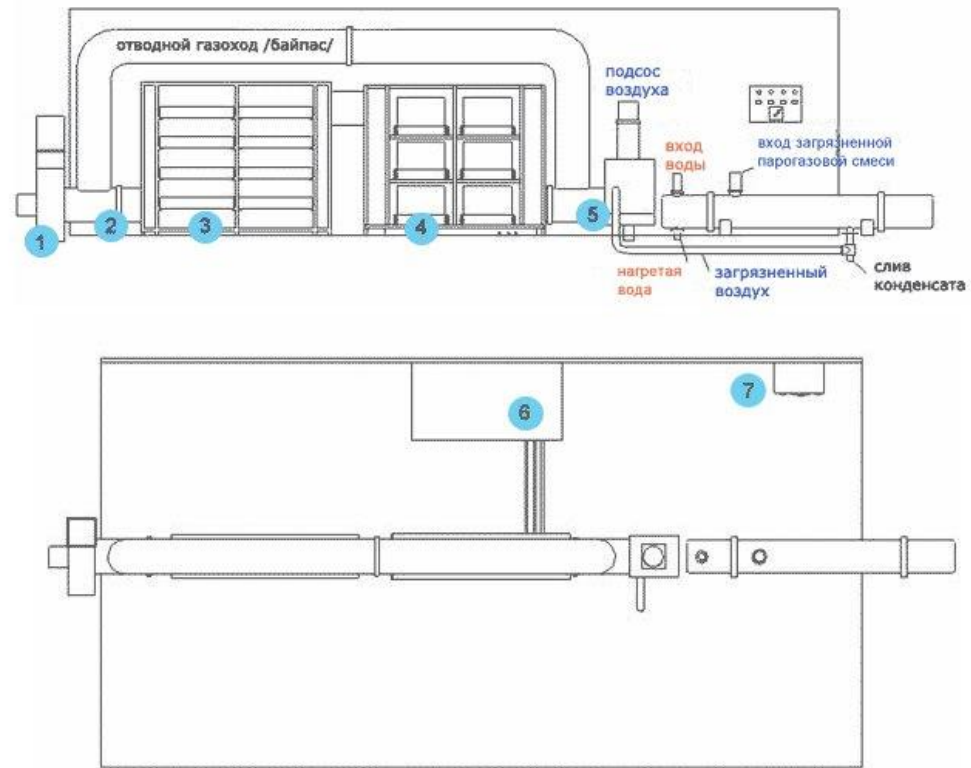 отводной газоход /байпас/
подсос
воздуха
вход
воды
вход загрязненной
парогазовой смеси
1
2
3
4
5
нагретая
вода
загрязненный
воздух
слив
конденсата
6
7